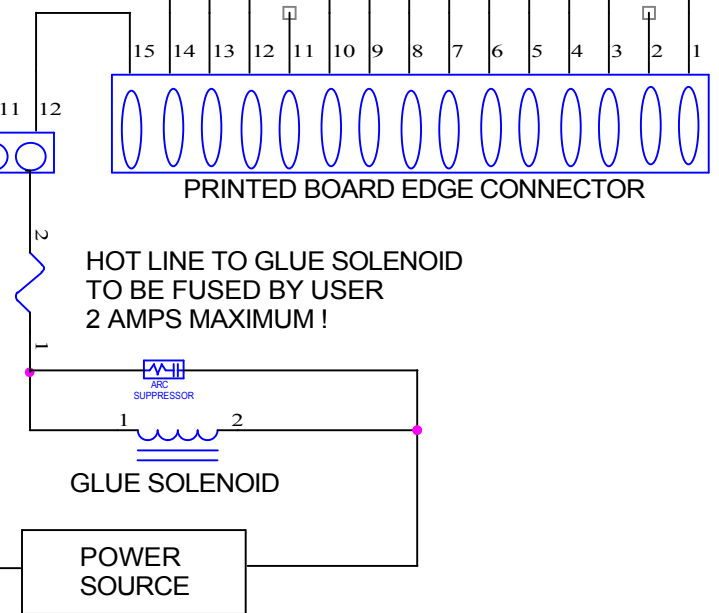 15 14 13 12 11 10 9 8 7 6 5 4 3 2 1
11 12
PRINTED BOARD EDGE CONNECTOR
2
HOT LINE TO GLUE SOLENOID
TO BE FUSED BY USER
2 AMPS MAXIMUM !
1
ARC
SUPPRESSOR
1 2
GLUE SOLENOID
POWER
SOURCE